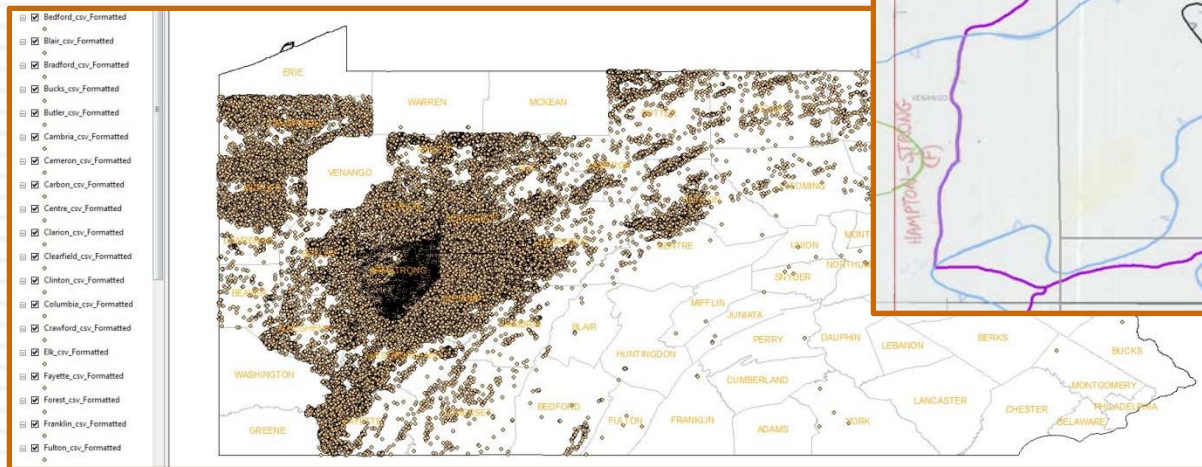 Bedford_csv_Formatted
Blair_csv_Formatted
Bradford_csv_Formatted
Bucks_csv_Formatted
Butler_csv_Formatted
Cambria_csv_Formatted
Cameron_csv_Formatted
Carbon_csv_Formatted
Centre_csv_Formatted
Clarion_csv_Formatted
Clearfield_csv_Formatted
Clinton_csv_Formatted
Columbia_csv_Formatted
Crawford_csv_Formatted
Elk_csv_Formatted
Fayette_csv_Formatted
Forest_csv_Formatted
Franklin_csv_Formatted
Fulton_csv_Formatted
ERIE
WARREN
MCKEAN
VENANGO
CENTRE
UNION
SNYDER
MIFFLIN
JUNIATA
BLAIR
PERRY
DAUPHIN
LEBANON
BERKS
BUCKS
HUNTINGDON
CUMBERLAND
MONTGOMERY
PHILADELPHIA
LANCASTER
CHESTER
DELAWARE
WASHINGTON
GREENE
BEDFORD
FULTON
FRANKLIN
ADAMS
YORK
VENANGO
HAMPTON-STRONG
(F)